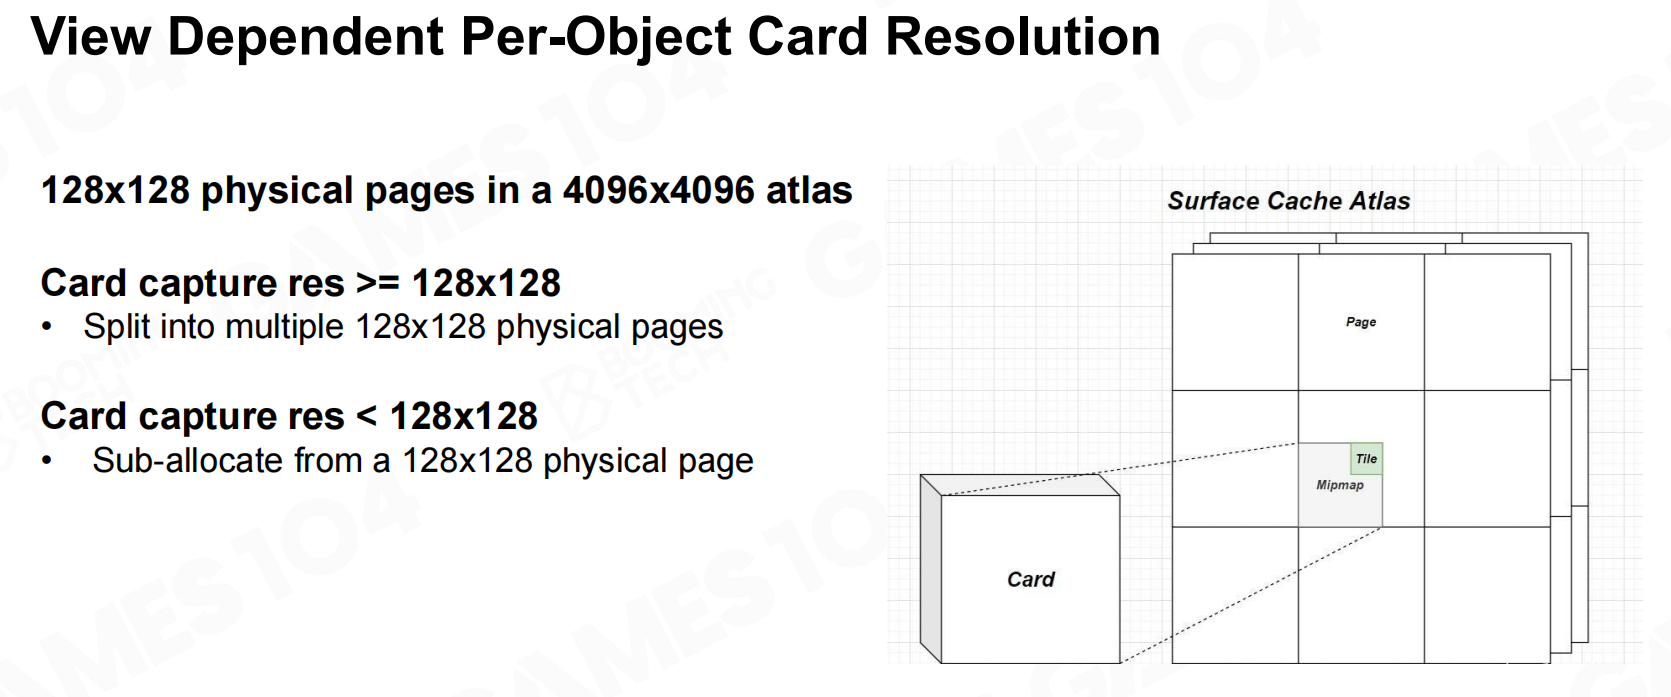 View Dependent Per-Object Card Resolution
128x128 physical pages in a 4096x4096 atlas
Card capture res >= 128x128
• Split into multiple 128x128 physical pages
Card capture res < 128x128
• Sub-allocate from a 128x128 physical page
Surface Cache Atlas
Page
Tile
Mipmap
Card
GAMES104
BOOMING
TECH